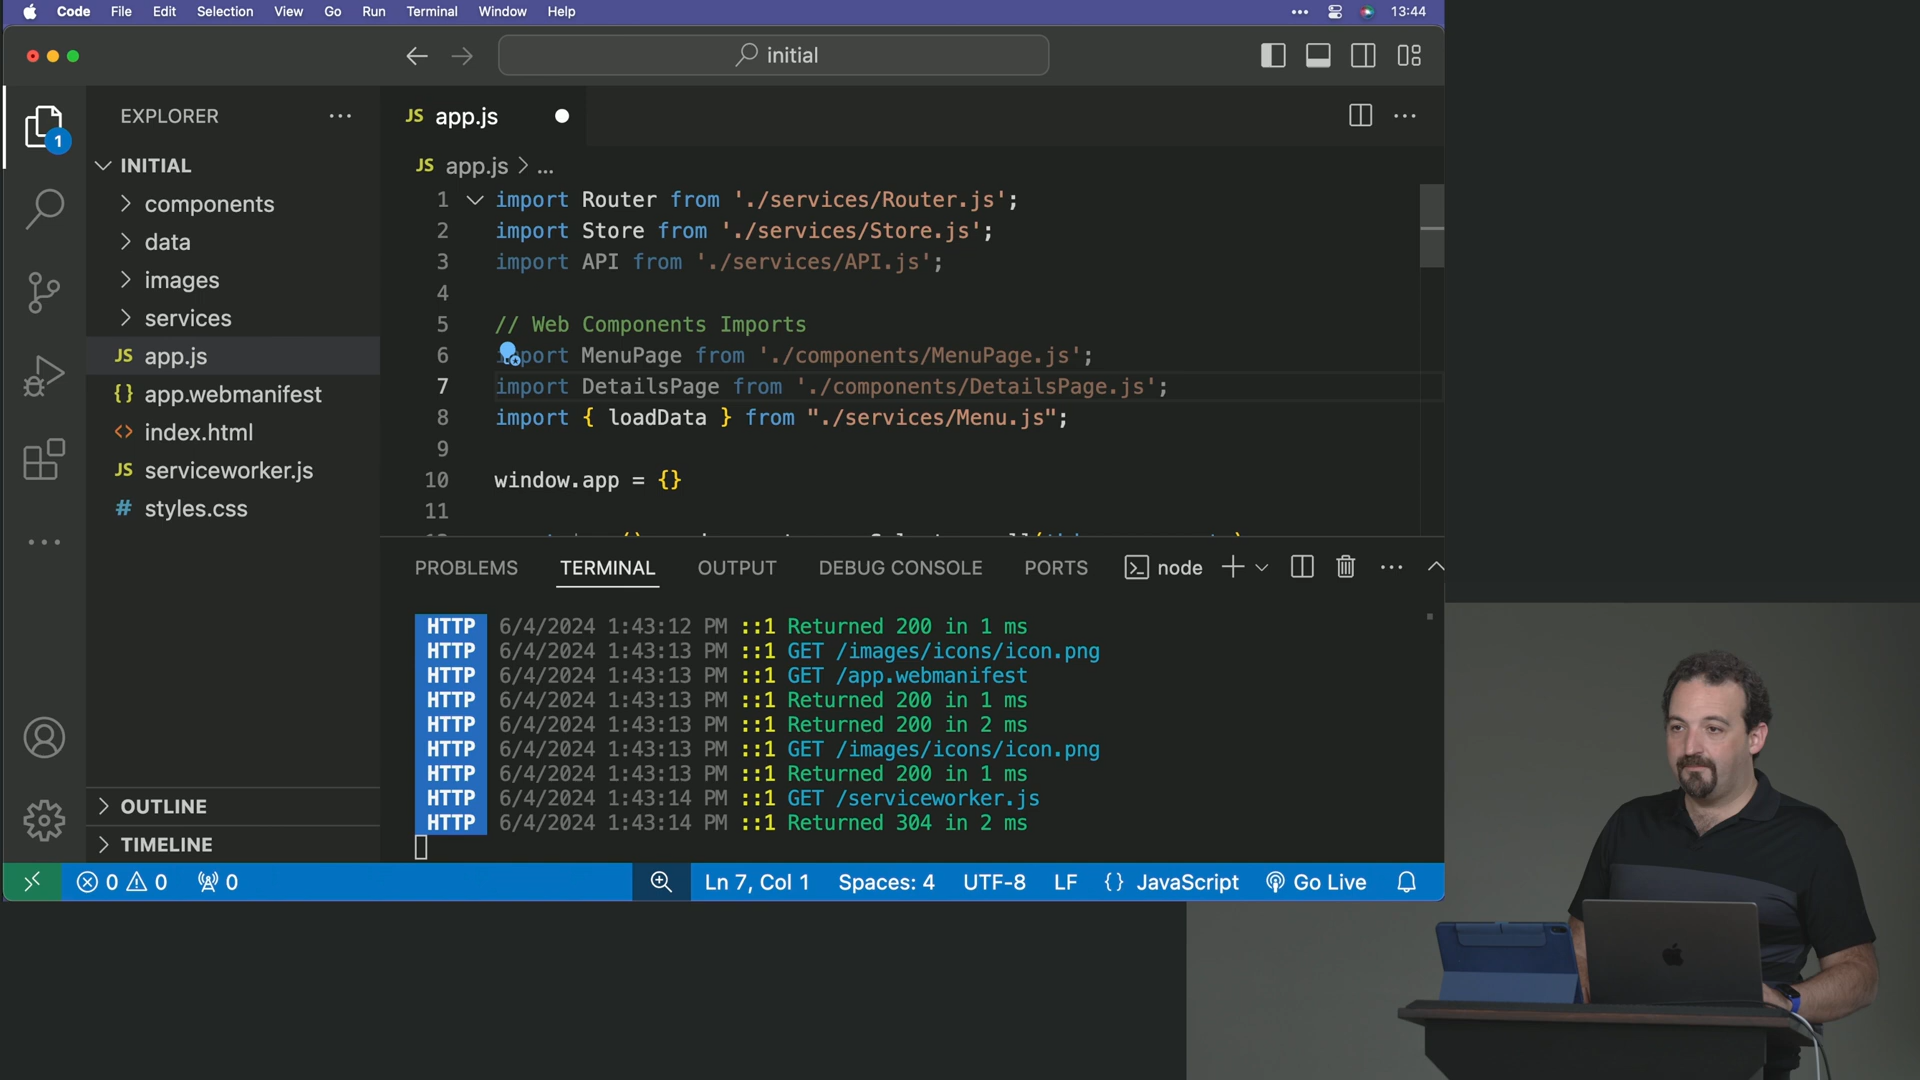 Code File Edit Selection View Go Run Terminal Window Help 13:44
initial
EXPLORER
1
INITIAL
components
data
images
services
JS app.js
{} app.webmanifest
<> index.html
JS serviceworker.js
# styles.css
OUTLINE
TIMELINE
JS app.js
JS app.js > ...
1 import Router from './services/Router.js';
2 import Store from './services/Store.js';
3 import API from './services/API.js';
4
5 // Web Components Imports
6 import MenuPage from './components/MenuPage.js';
7 import DetailsPage from './components/DetailsPage.js';
8 import { loadData } from "./services/Menu.js";
9
10 window.app = {}
11
PROBLEMS TERMINAL OUTPUT DEBUG CONSOLE PORTS node
HTTP 6/4/2024 1:43:12 PM ::1 Returned 200 in 1 ms
HTTP 6/4/2024 1:43:13 PM ::1 GET /images/icons/icon.png
HTTP 6/4/2024 1:43:13 PM ::1 GET /app.webmanifest
HTTP 6/4/2024 1:43:13 PM ::1 Returned 200 in 1 ms
HTTP 6/4/2024 1:43:13 PM ::1 Returned 200 in 2 ms
HTTP 6/4/2024 1:43:13 PM ::1 GET /images/icons/icon.png
HTTP 6/4/2024 1:43:13 PM ::1 Returned 200 in 1 ms
HTTP 6/4/2024 1:43:14 PM ::1 GET /serviceworker.js
HTTP 6/4/2024 1:43:14 PM ::1 Returned 304 in 2 ms
0 0 0 Ln 7, Col 1 Spaces: 4 UTF-8 LF {} JavaScript Go Live